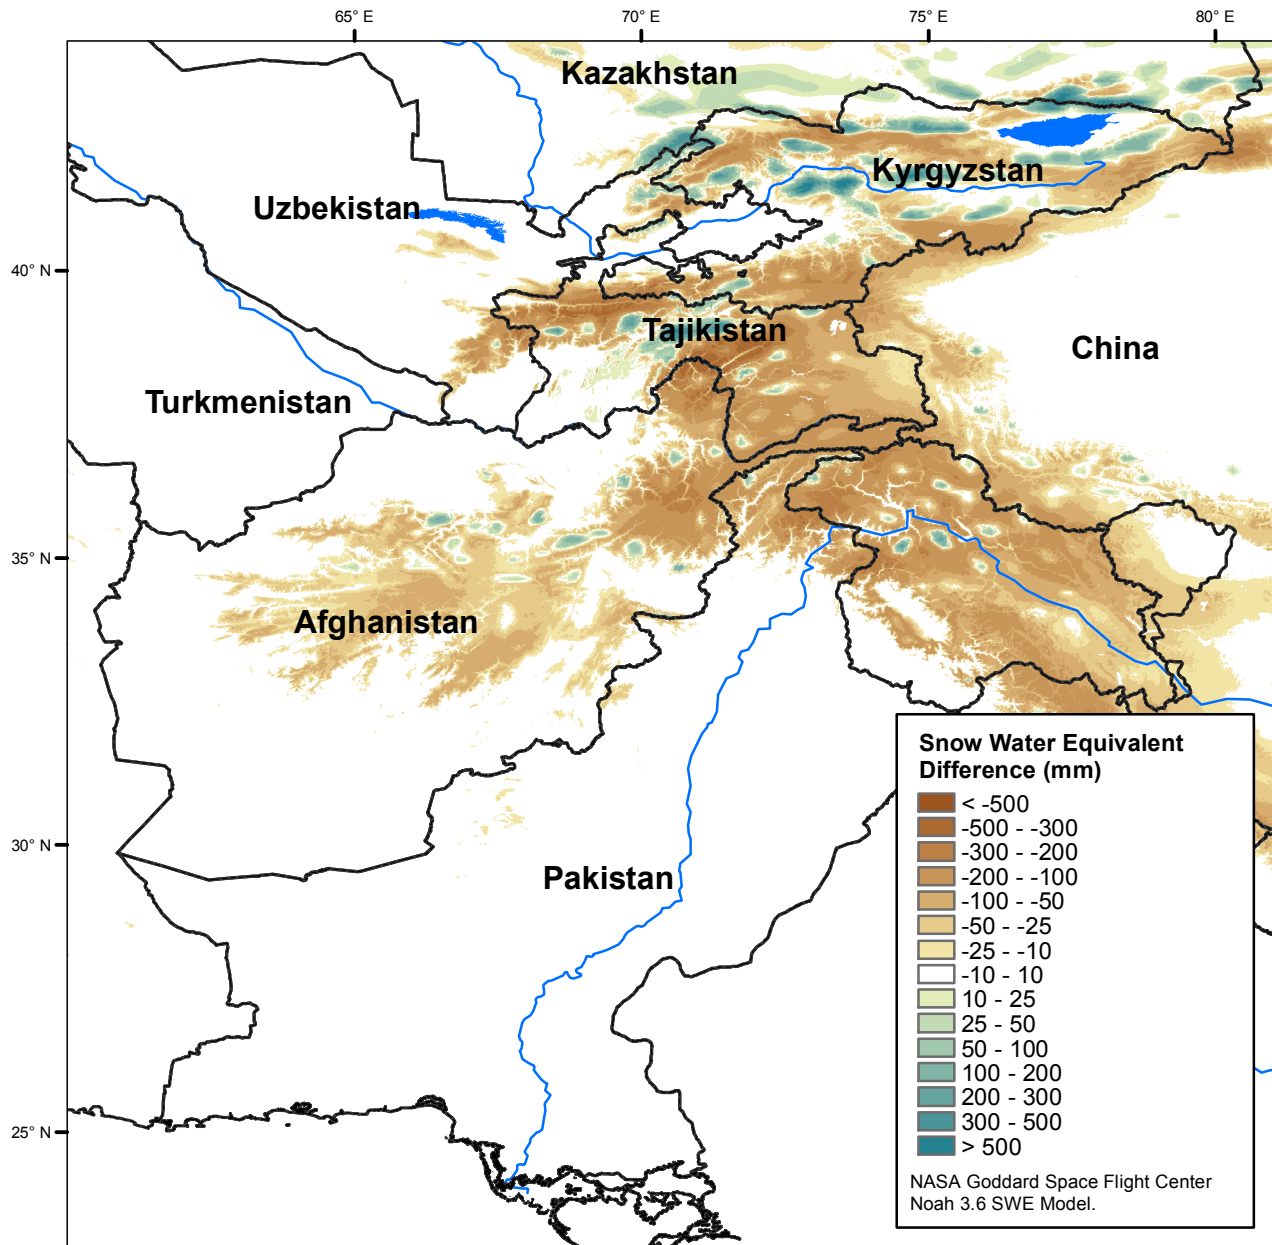 65° E
70° E
75° E
80° E
Kazakhstan
Kyrgyzstan
Uzbekistan
40° N
Tajikistan
China
Turkmenistan
35° N
Afghanistan
30° N
Pakistan
25° N
Snow Water Equivalent
Difference (mm)
< -500
-500 - -300
-300 - -200
-200 - -100
-100 - -50
-50 - -25
-25 - -10
-10 - 10
10 - 25
25 - 50
50 - 100
100 - 200
200 - 300
300 - 500
> 500
NASA Goddard Space Flight Center
Noah 3.6 SWE Model.